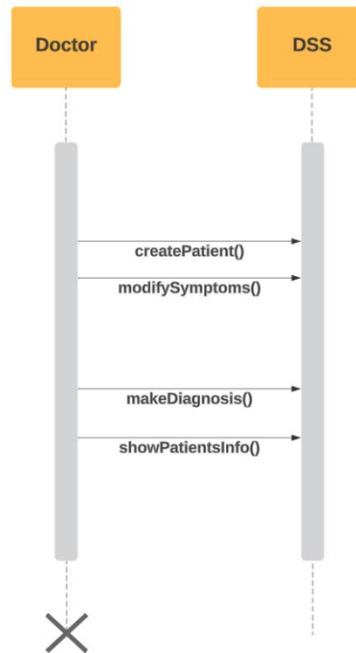 Doctor
DSS
createPatient()
modifySymptoms()
makeDiagnosis()
showPatientsInfo()